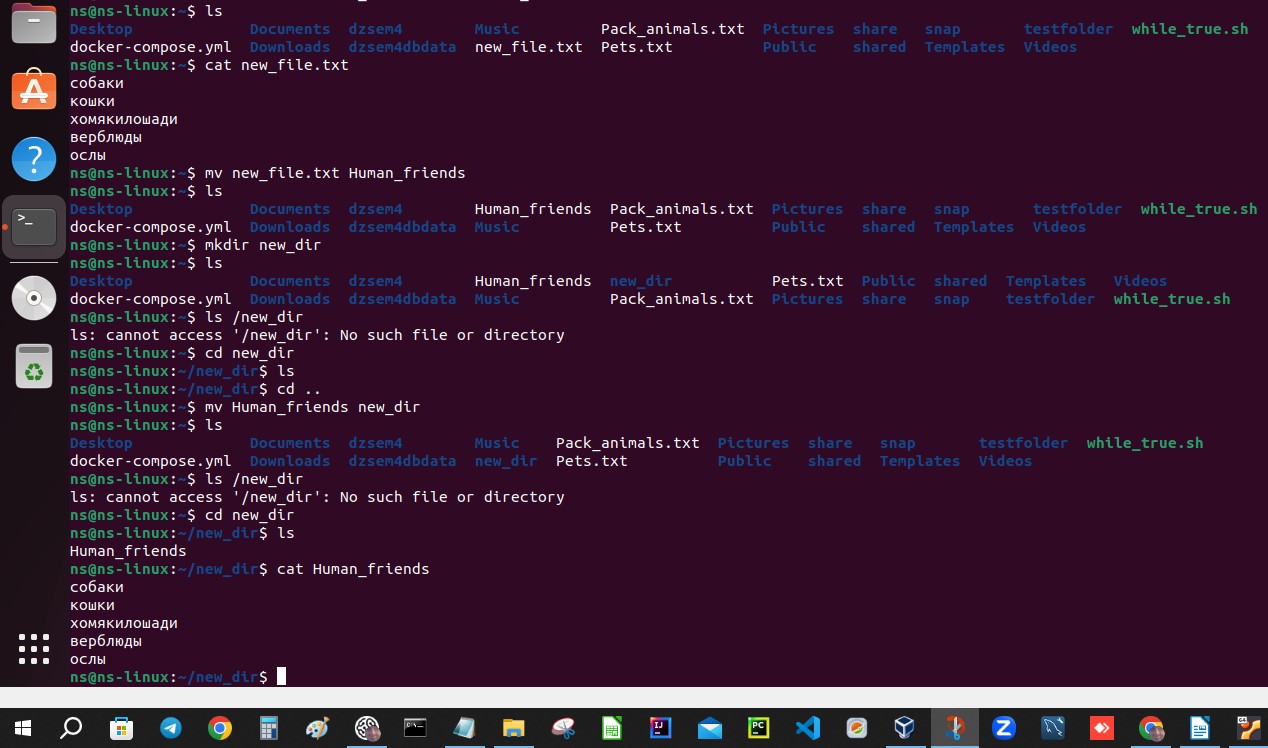 ns@ns-linux:~$ ls
Desktop Documents dzsem4 Music Pack_animals.txt Pictures share snap testfolder while_true.sh
docker-compose.yml Downloads dzsem4dbdata new_file.txt Pets.txt Public shared Templates Videos
ns@ns-linux:~$ cat new_file.txt
собаки
кошки
хомякилошади
верблюды
ослы
ns@ns-linux:~$ mv new_file.txt Human_friends
ns@ns-linux:~$ ls
Desktop Documents dzsem4 Human_friends Pack_animals.txt Pictures share snap testfolder while_true.sh
docker-compose.yml Downloads dzsem4dbdata Music Pets.txt Public shared Templates Videos
ns@ns-linux:~$ mkdir new_dir
ns@ns-linux:~$ ls
Desktop Documents dzsem4 Human_friends new_dir Pets.txt Public shared Templates Videos
docker-compose.yml Downloads dzsem4dbdata Music Pack_animals.txt Pictures share snap testfolder while_true.sh
ns@ns-linux:~$ ls /new_dir
ls: cannot access '/new_dir': No such file or directory
ns@ns-linux:~$ cd new_dir
ns@ns-linux:~/new_dir$ ls
ns@ns-linux:~/new_dir$ cd ..
ns@ns-linux:~$ mv Human_friends new_dir
ns@ns-linux:~$ ls
Desktop Documents dzsem4 Music Pack_animals.txt Pictures share snap testfolder while_true.sh
docker-compose.yml Downloads dzsem4dbdata new_dir Pets.txt Public shared Templates Videos
ns@ns-linux:~$ ls /new_dir
ls: cannot access '/new_dir': No such file or directory
ns@ns-linux:~$ cd new_dir
ns@ns-linux:~/new_dir$ ls
Human_friends
ns@ns-linux:~/new_dir$ cat Human_friends
собаки
кошки
хомякилошади
верблюды
ослы
ns@ns-linux:~/new_dir$